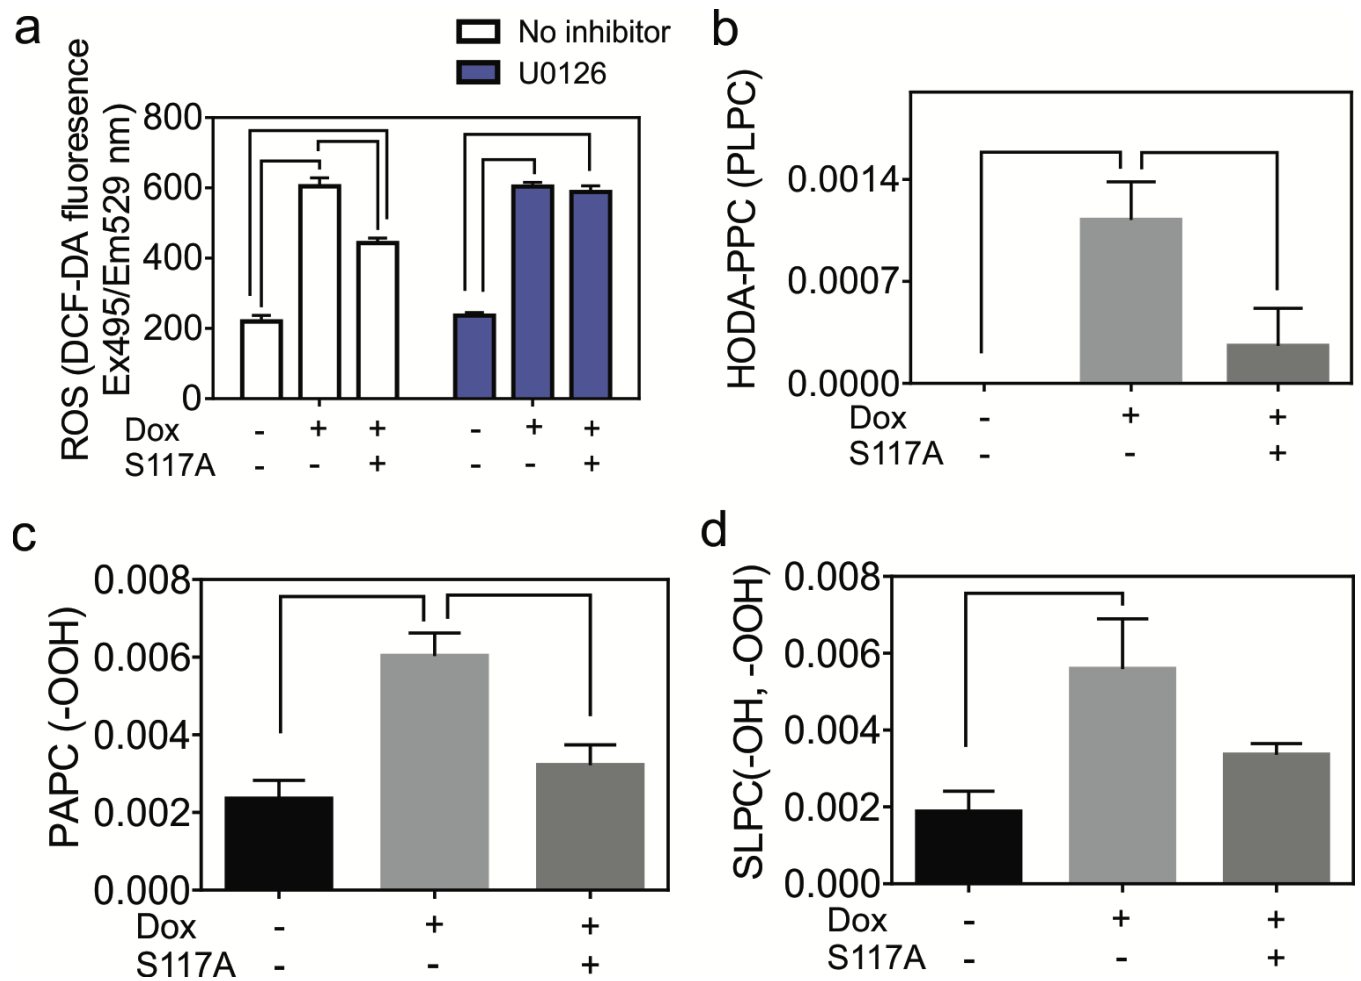 a
No inhibitor
U0126
ROS (DCF-DA fluoresence
Ex495/Em529 nm)
800
600
400
200
0
Dox - + + - + +
S117A - - + - - +
b
HODA-PPC (PLPC)
0.0014
0.0007
0.0000
Dox - + +
S117A - - +
c
PAPC (-OOH)
0.008
0.006
0.004
0.002
0.000
Dox - + +
S117A - - +
d
SLPC(-OH, -OOH)
0.008
0.006
0.004
0.002
0.000
Dox - + +
S117A - - +